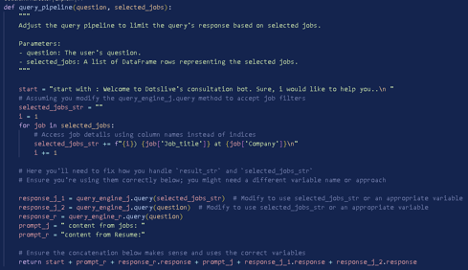 def query_pipeline(question, selected_jobs):
    """
    Adjust the query pipeline to limit the query's response based on selected jobs.

    Parameters:
    - question: The user's question.
    - selected_jobs: A list of DataFrame rows representing the selected jobs.
    """

    start = "start with : Welcome to Dotslive's consultation bot. Sure, i would like to help you..\n "
    # Assuming you modify the query_engine_j.query method to accept job filters
    selected_jobs_str = ""
    i = 1
    for job in selected_jobs:
        # Access job details using column names instead of indices
        selected_jobs_str += f"{i}) {job['Job_title']} at {job['Company']}\n"
        i += 1

    # Here you'll need to fix how you handle 'result_str' and 'selected_str'
    # Ensure you're using them correctly below; you might need a different variable name or approach

    response_j_1 = query_engine_j.query(selected_jobs_str)  # Modify to use selected_jobs_str or an appropriate variable
    response_j_2 = query_engine_j.query(question)  # Modify to use selected_jobs_str or an appropriate variable
    response_r = query_engine_r.query(question)
    prompt_j = " content from jobs: "
    prompt_r = "content from Resume:"

    # Ensure the concatenation below makes sense and uses the correct variables
    return start + prompt_r + response_r.response + prompt_j + response_j_1.response + response_j_2.response